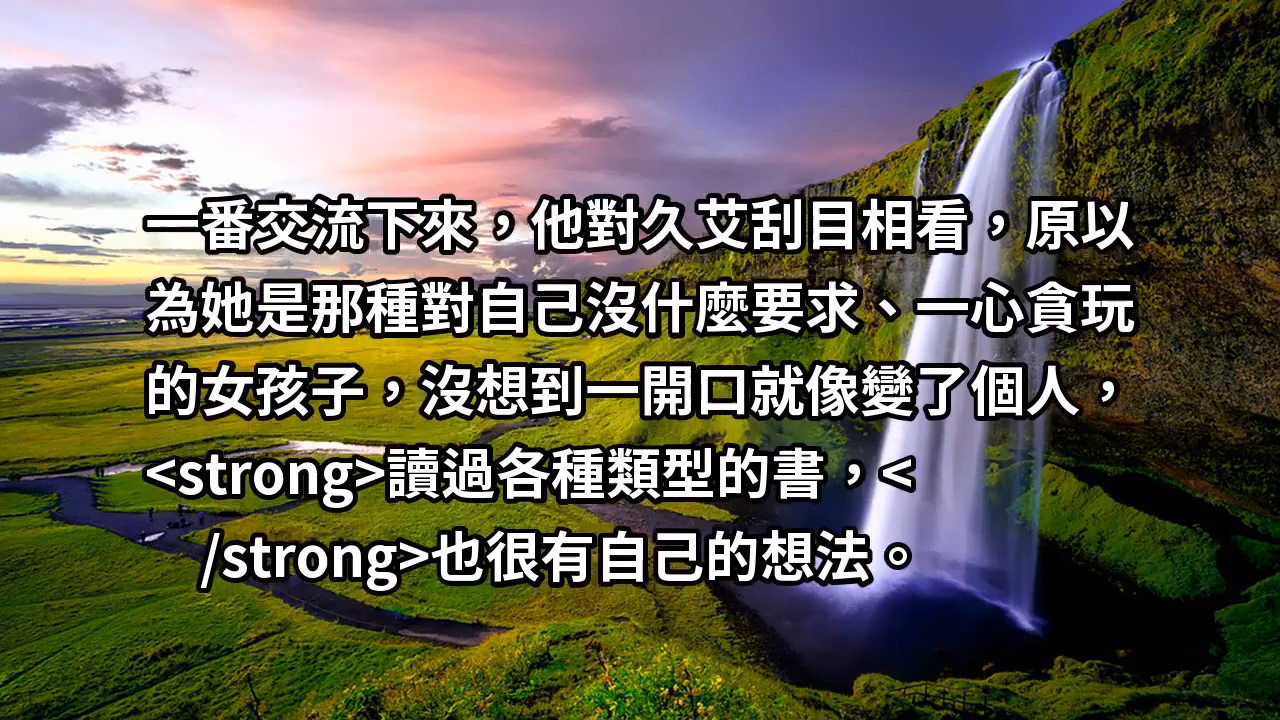 一番交流下來，他對久艾刮目相看，原以
為她是那種對自己沒什麼要求、一心貪玩
的女孩子，沒想到一開口就像變了個人，
<strong>讀過各種類型的書，<
/strong>也很有自己的想法。